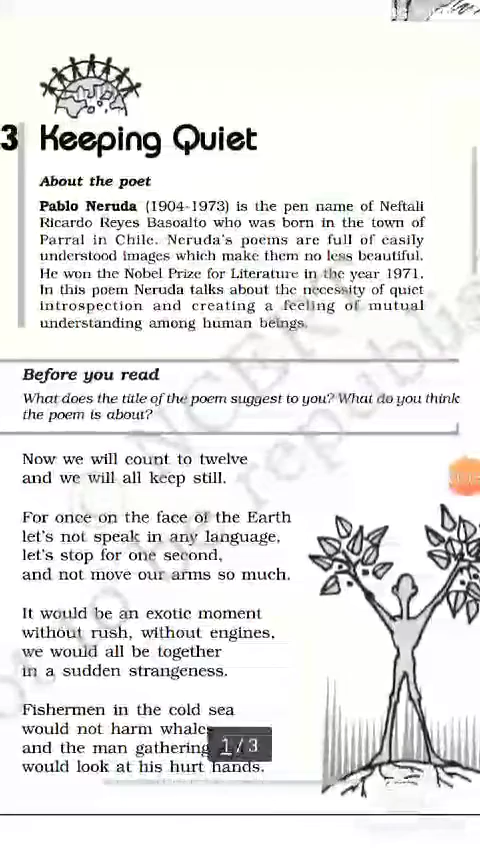 3 Keeping Quiet
About the poet
Pablo Neruda (1904-1973) is the pen name of Neftali
Ricardo Reyes Basoalto who was born in the town of
Parral in Chile. Neruda's poems are full of easily
understood images which make them no less beautiful.
He won the Nobel Prize for Literature in the year 1971.
In this poem Neruda talks about the necessity of quiet
introspection and creating a feeling of mutual
understanding among human beings.
Before you read
What does the title of the poem suggest to you? What do you think
the poem is about?
Now we will count to twelve
and we will all keep still.
For once on the face of the Earth
let's not speak in any language,
let's stop for one second,
and not move our arms so much.
It would be an exotic moment
without rush, without engines,
we would all be together
in a sudden strangeness.
Fishermen in the cold sea
would not harm whales
and the man gathering
1/3
would look at his hurt hands.
© NCERT
not to be republis